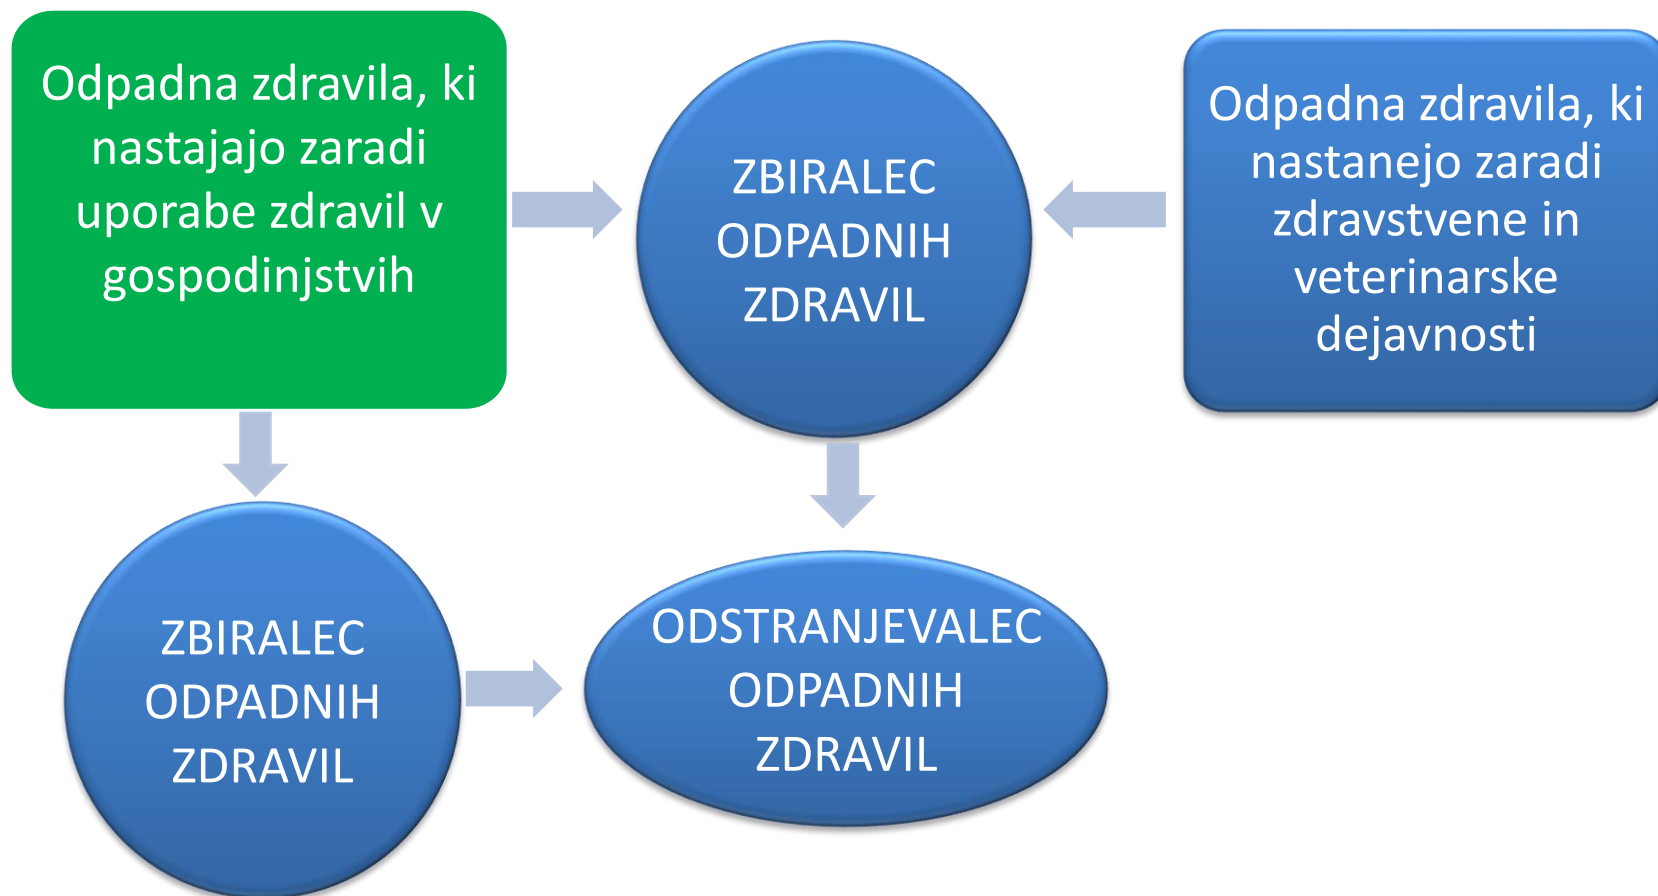 Odpadna zdravila, ki
nastajajo zaradi
uporabe zdravil v
gospodinjstvih
ZBIRALEC
ODPADNIH
ZDRAVIL
Odpadna zdravila, ki
nastanejo zaradi
zdravstvene in
veterinarske
dejavnosti
ZBIRALEC
ODPADNIH
ZDRAVIL
ODSTRANJEVALEC
ODPADNIH
ZDRAVIL